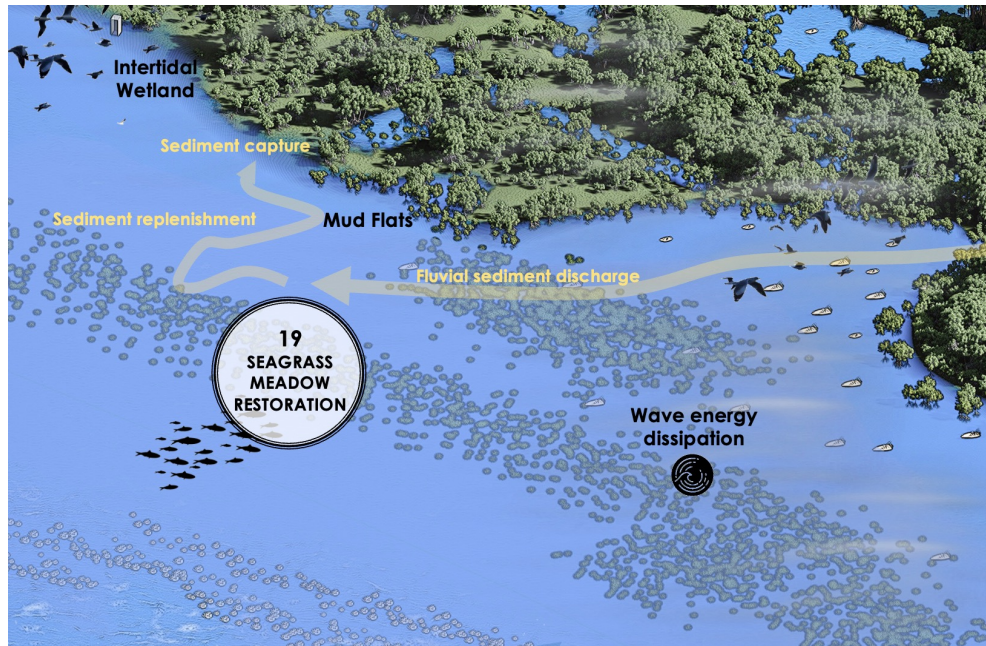 Intertidal
Wetland
Sediment capture
Sediment replenishment
Mud Flats
Fluvial sediment discharge
19
SEAGRASS
MEADOW
RESTORATION
Wave energy
dissipation